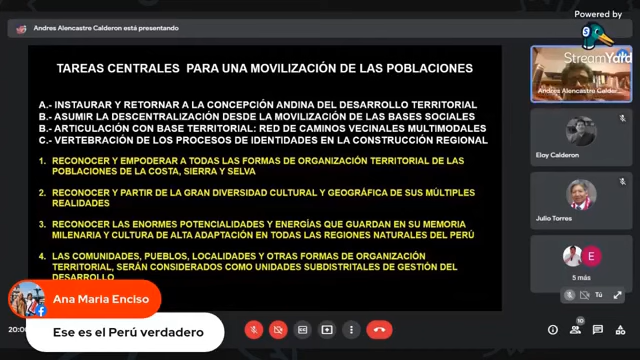 Andres Alencastre Calderon está presentando
Powered by
StreamYard
TAREAS CENTRALES PARA UNA MOVILIZACIÓN DE LAS POBLACIONES
A.- INSTAURAR Y RETORNAR A LA CONCEPCIÓN ANDINA DEL DESARROLLO TERRITORIAL
B.- ASUMIR LA DESCENTRALIZACIÓN DESDE LA MOVILIZACIÓN DE LAS BASES SOCIALES
B.- ARTICULACIÓN CON BASE TERRITORIAL: RED DE CAMINOS VECINALES MULTIMODALES
C.- VERTEBRACIÓN DE LOS PROCESOS DE IDENTIDADES EN LA CONSTRUCCIÓN REGIONAL
1. RECONOCER Y EMPODERAR A TODAS LAS FORMAS DE ORGANIZACIÓN TERRITORIAL DE LAS
POBLACIONES DE LA COSTA, SIERRA Y SELVA
2. RECONOCER Y PARTIR DE LA GRAN DIVERSIDAD CULTURAL Y GEOGRÁFICA DE SUS MÚLTIPLES
REALIDADES
3. RECONOCER LAS ENORMES POTENCIALIDADES Y ENERGÍAS QUE GUARDAN EN SU MEMORIA
MILENARIA Y CULTURA DE ALTA ADAPTACIÓN EN TODAS LAS REGIONES NATURALES DEL PERÚ
4. LAS COMUNIDADES, PUEBLOS, LOCALIDADES Y OTRAS FORMAS DE ORGANIZACIÓN
TERRITORIAL, SERÁN CONSIDERADOS COMO UNIDADES SUBDISTRITALES DE GESTIÓN DEL
DESARROLLO
Andres Alencastre Calder
Eloy Calderon
Julio Torres
E
5 más
Tú
Ana Maria Enciso
Ese es el Perú verdadero
10